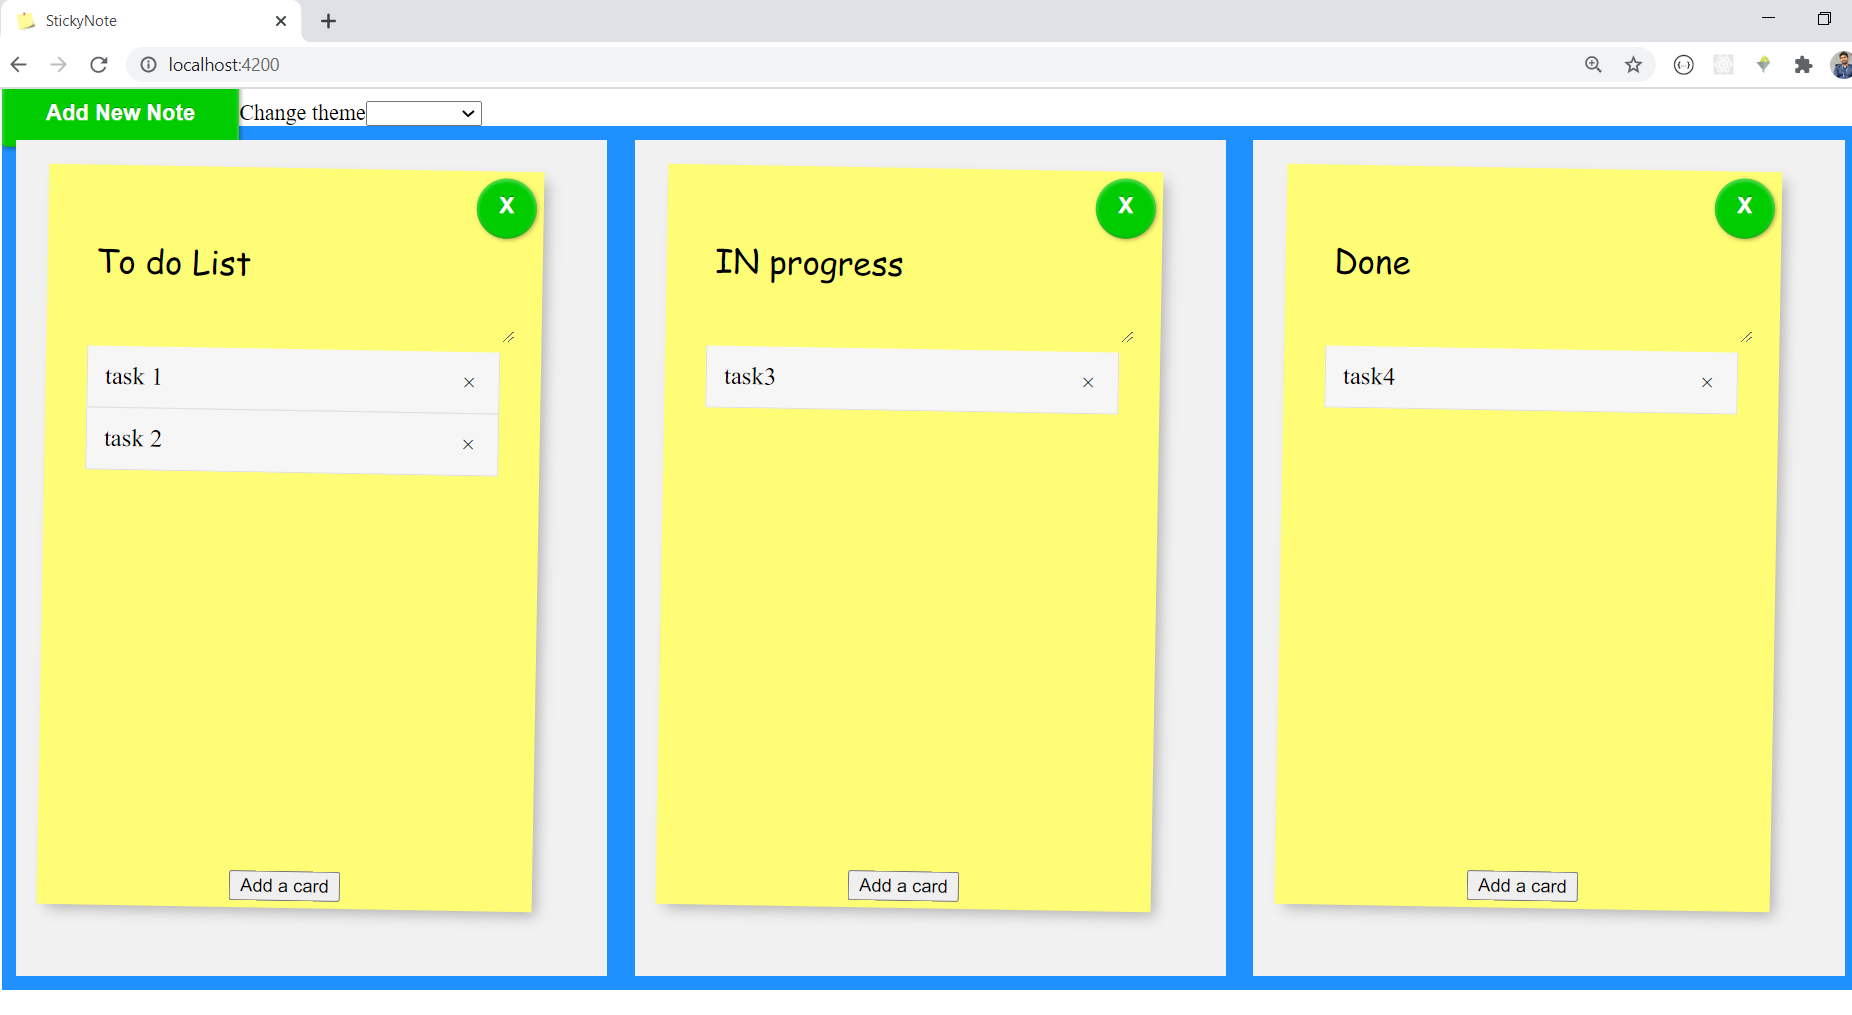 StickyNote
localhost:4200
Add New Note
Change theme
X
To do List
task 1 ×
task 2 ×
Add a card
X
IN progress
task3 ×
Add a card
X
Done
task4 ×
Add a card